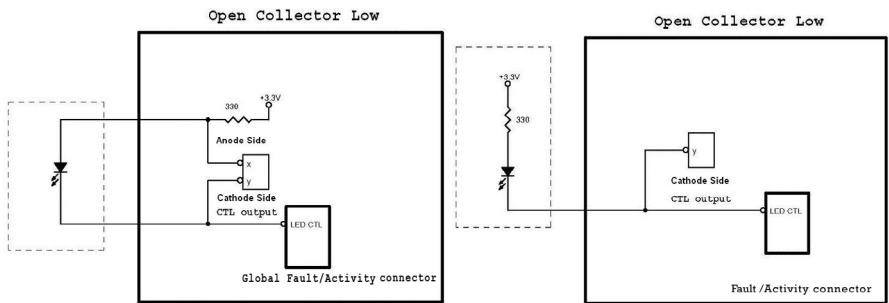 Open Collector Low
+3.3V
330
Anode Side
x
y
Cathode Side
CTL output
LED CTL
Global Fault/Activity connector
Open Collector Low
+3.3V
330
y
Cathode Side
CTL output
LED CTL
Fault/Activity connector